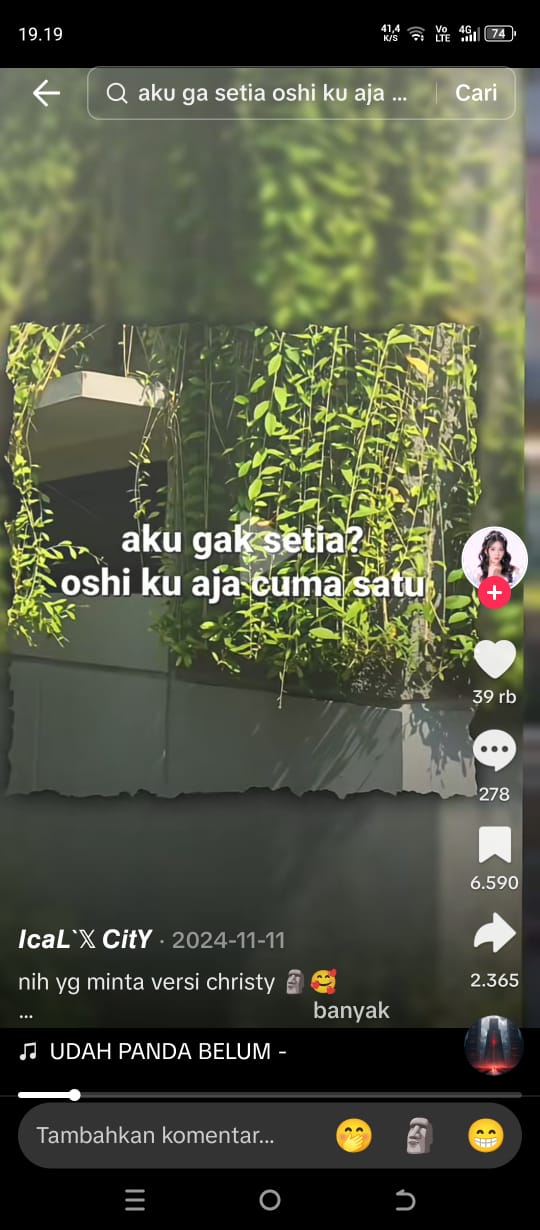 19.19
41,4 K/S Vo LTE 4G 74
aku ga setia oshi ku aja ... Cari
aku gak setia?
oshi ku aja cuma satu
39 rb
278
6.590
IcaL`𝕏 CitY · 2024-11-11
nih yg minta versi christy 🗿🥰
... banyak
2.365
UDAH PANDA BELUM -
Tambahkan komentar...